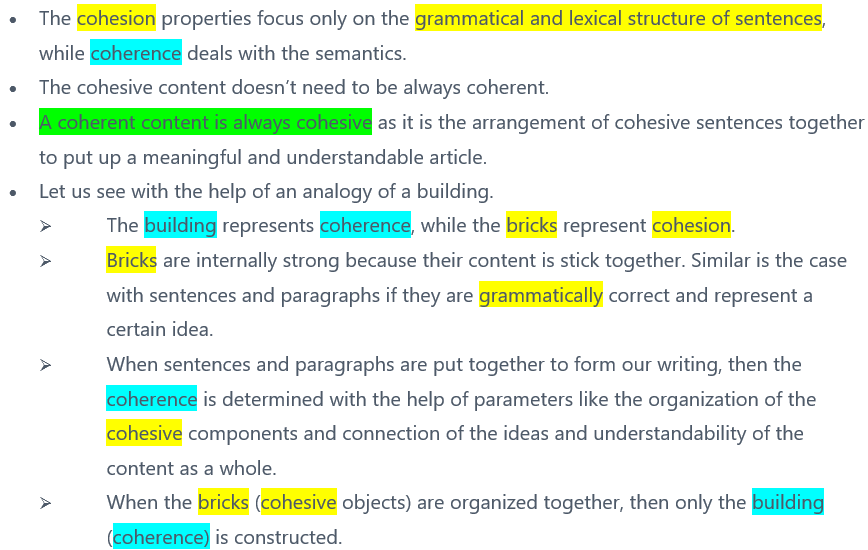 • The cohesion properties focus only on the grammatical and lexical structure of sentences,
while coherence deals with the semantics.
• The cohesive content doesn’t need to be always coherent.
• A coherent content is always cohesive as it is the arrangement of cohesive sentences together
to put up a meaningful and understandable article.
• Let us see with the help of an analogy of a building.
➢ The building represents coherence, while the bricks represent cohesion.
➢ Bricks are internally strong because their content is stick together. Similar is the case
with sentences and paragraphs if they are grammatically correct and represent a
certain idea.
➢ When sentences and paragraphs are put together to form our writing, then the
coherence is determined with the help of parameters like the organization of the
cohesive components and connection of the ideas and understandability of the
content as a whole.
➢ When the bricks (cohesive objects) are organized together, then only the building
(coherence) is constructed.